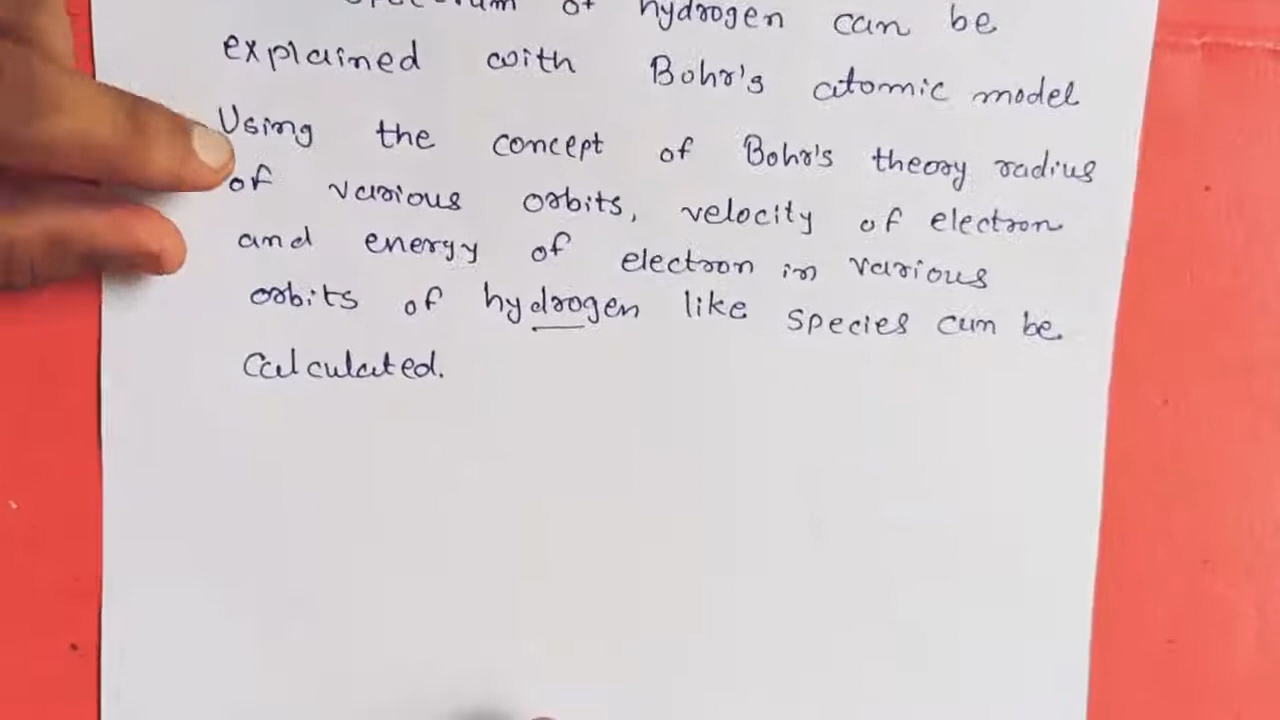 spectrum of hydrogen can be
explained with Bohr's atomic model
Using the concept of Bohr's theory radius
of various orbits, velocity of electron
and energy of electron in various
orbits of hydrogen like species can be
calculated.